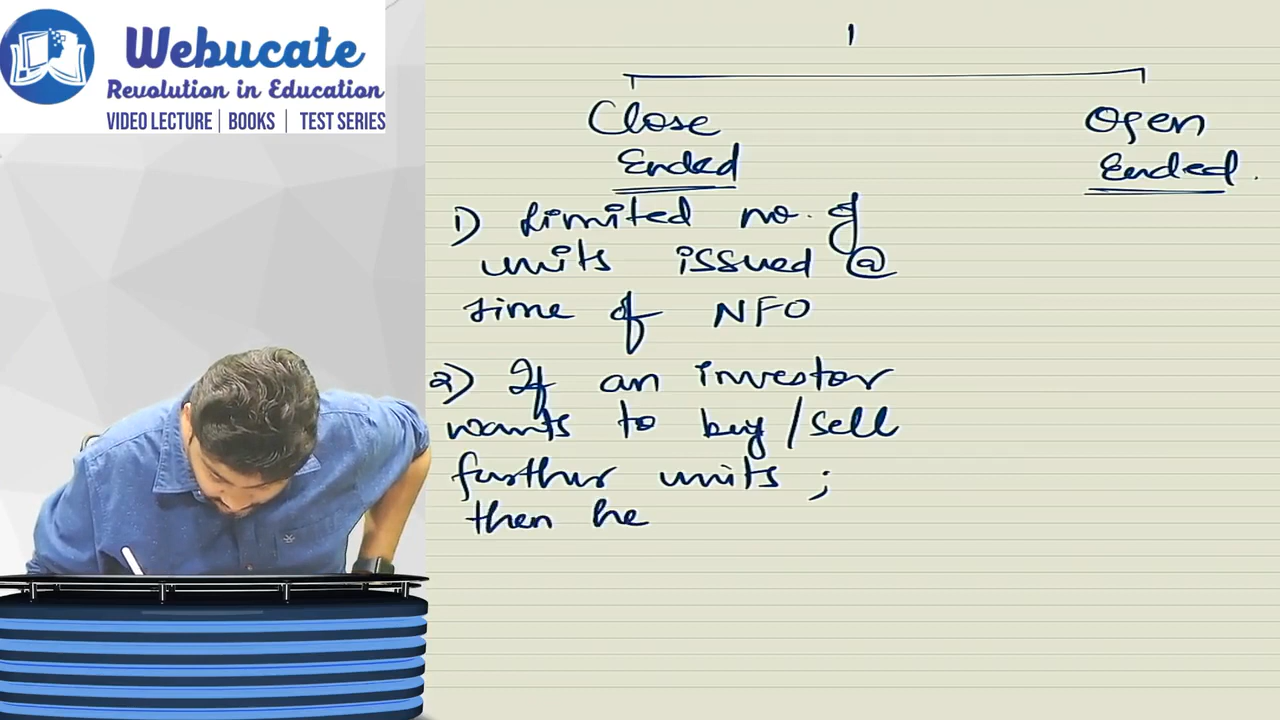 Webucate
Revolution in Education
VIDEO LECTURE | BOOKS | TEST SERIES
Close
Ended
Open
Ended.
1) Limited no. of
units issued @
time of NFO
2) If an investor
wants to buy/sell
further units ;
then he